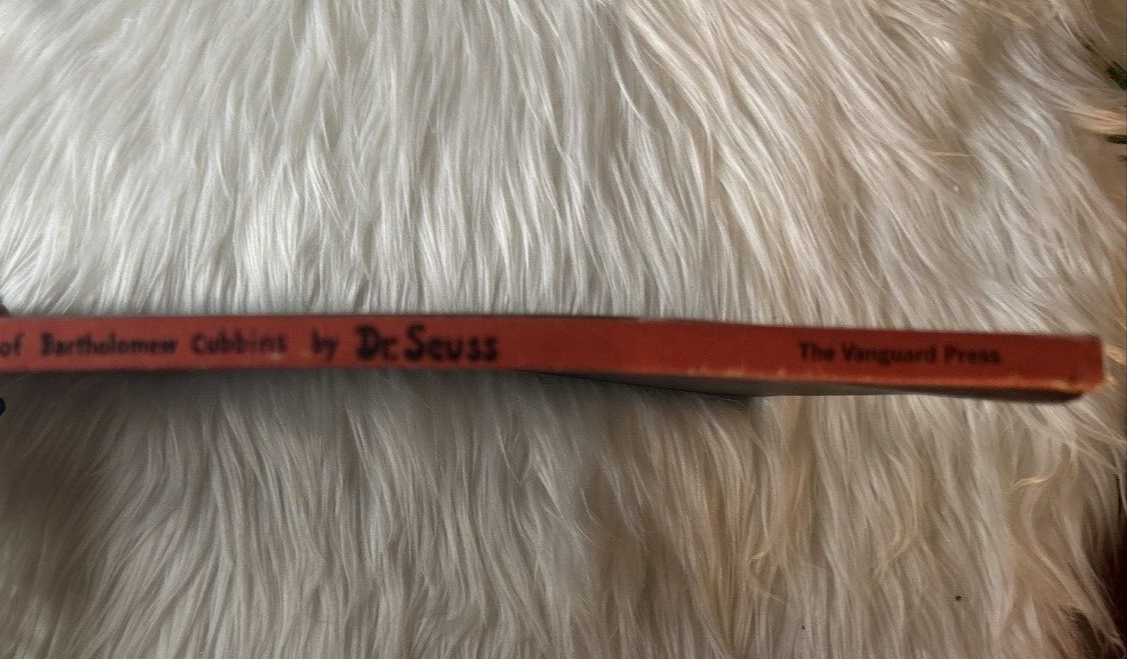 of Bartholomew Cubbins by Dr. Seuss The Vanguard Press